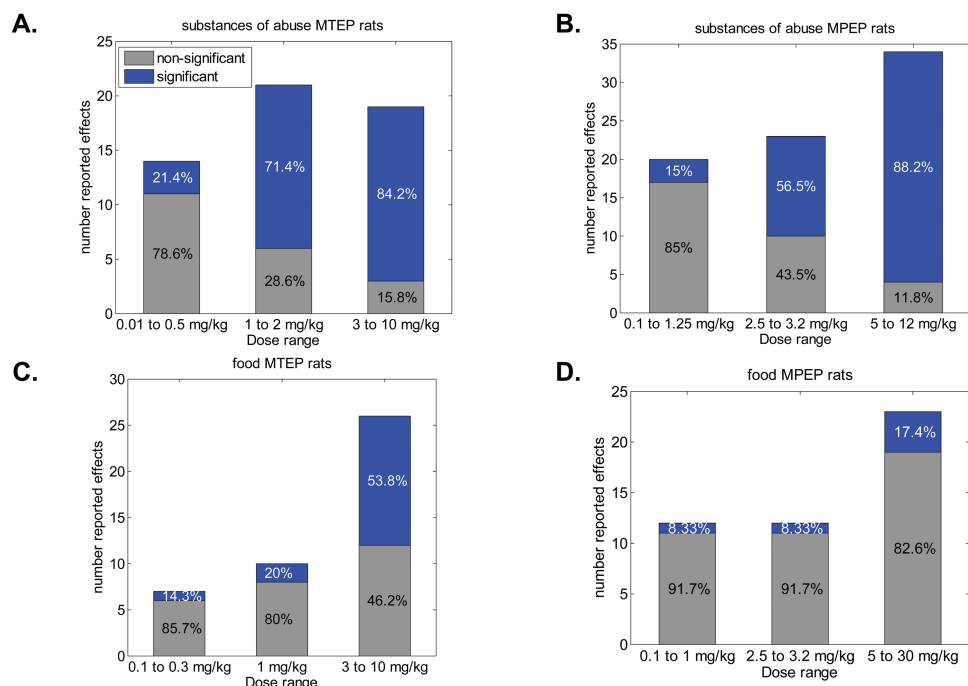 A.
substances of abuse MTEP rats
number reported effects
25
20
15
10
5
0
non-significant
significant
21.4%
78.6%
71.4%
28.6%
84.2%
15.8%
0.01 to 0.5 mg/kg
1 to 2 mg/kg
3 to 10 mg/kg
Dose range
B.
substances of abuse MPEP rats
number reported effects
35
30
25
20
15
10
5
0
15%
85%
56.5%
43.5%
88.2%
11.8%
0.1 to 1.25 mg/kg
2.5 to 3.2 mg/kg
5 to 12 mg/kg
Dose range
C.
food MTEP rats
number reported effects
30
25
20
15
10
5
0
14.3%
85.7%
20%
80%
53.8%
46.2%
0.1 to 0.3 mg/kg
1 mg/kg
3 to 10 mg/kg
Dose range
D.
food MPEP rats
number reported effects
25
20
15
10
5
0
8.33%
91.7%
8.33%
91.7%
17.4%
82.6%
0.1 to 1 mg/kg
2.5 to 3.2 mg/kg
5 to 30 mg/kg
Dose range